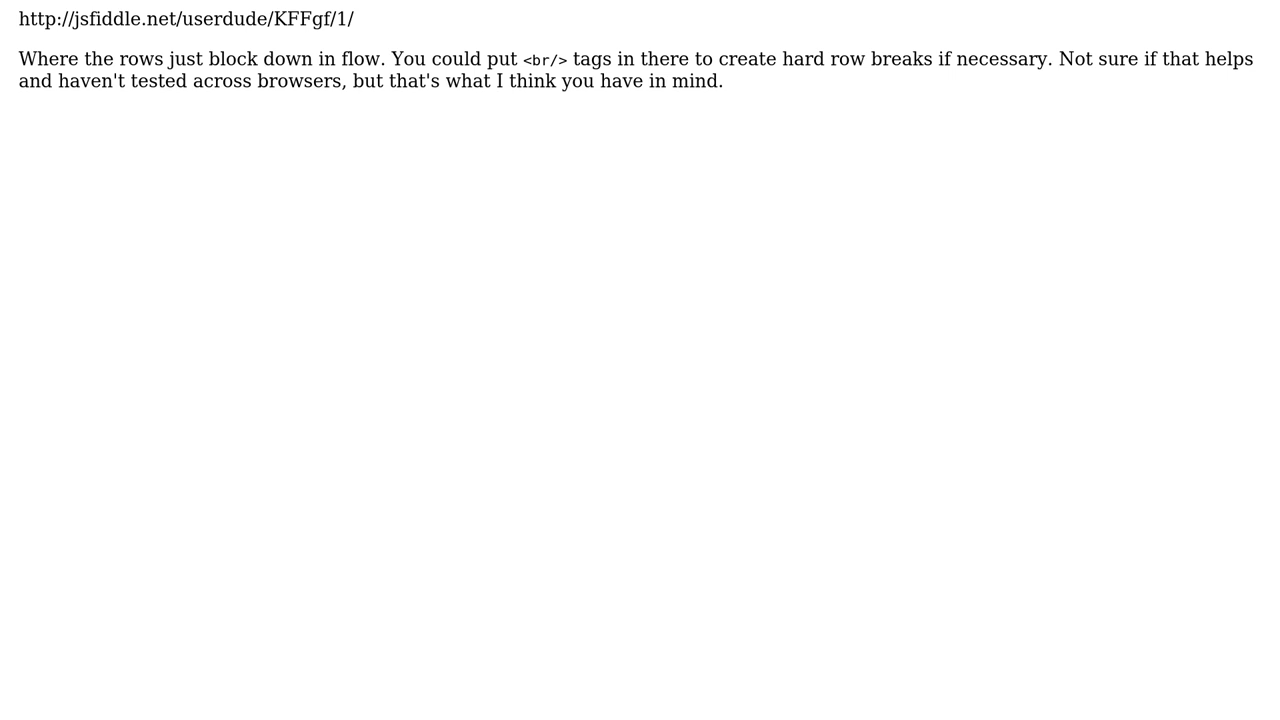 http://jsfiddle.net/userdude/KFFgf/1/
Where the rows just block down in flow. You could put <br/> tags in there to create hard row breaks if necessary. Not sure if that helps
and haven't tested across browsers, but that's what I think you have in mind.